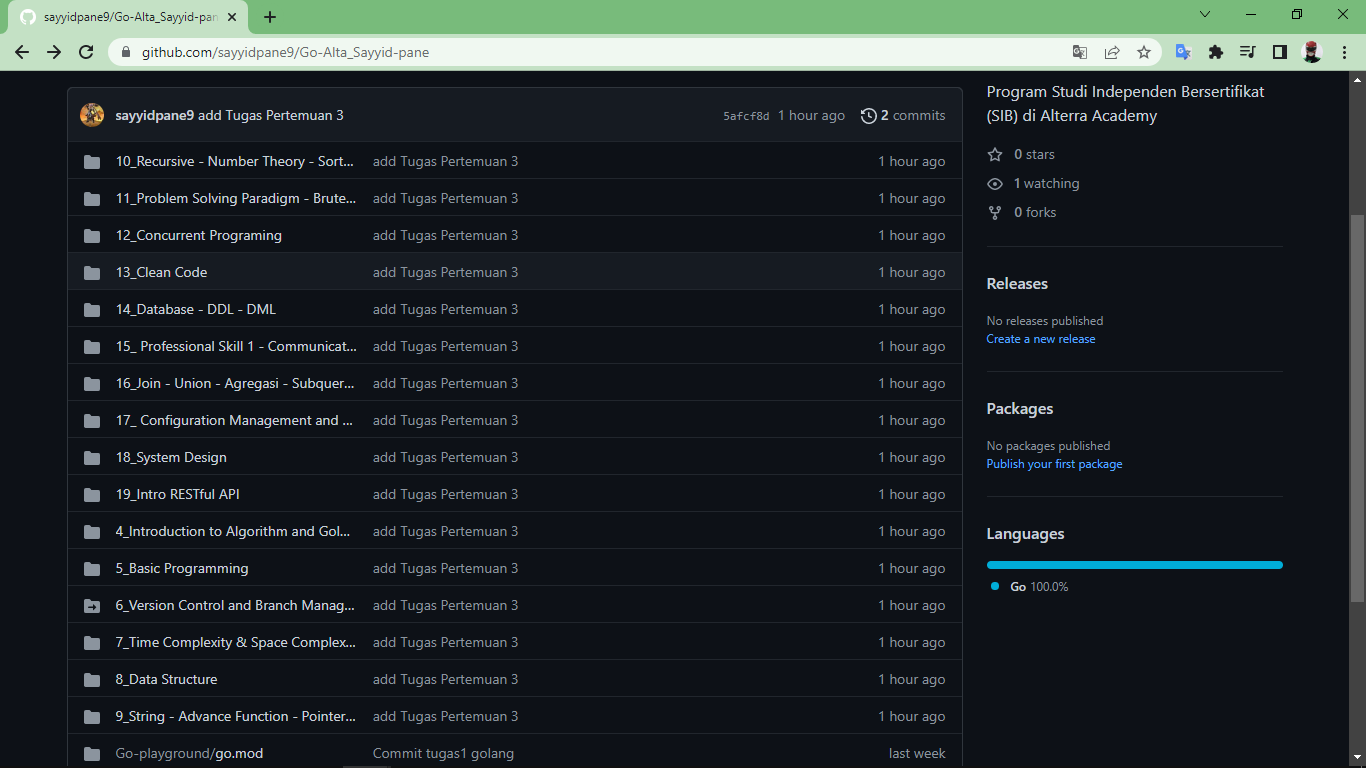 sayyidpane9/Go-Alta_Sayyid-pan
github.com/sayyidpane9/Go-Alta_Sayyid-pane
sayyidpane9 add Tugas Pertemuan 3 5afcf8d 1 hour ago 2 commits
10_Recursive - Number Theory - Sort... add Tugas Pertemuan 3 1 hour ago
11_Problem Solving Paradigm - Brute... add Tugas Pertemuan 3 1 hour ago
12_Concurrent Programing add Tugas Pertemuan 3 1 hour ago
13_Clean Code add Tugas Pertemuan 3 1 hour ago
14_Database - DDL - DML add Tugas Pertemuan 3 1 hour ago
15_ Professional Skill 1 - Communicat... add Tugas Pertemuan 3 1 hour ago
16_Join - Union - Agregasi - Subquer... add Tugas Pertemuan 3 1 hour ago
17_ Configuration Management and ... add Tugas Pertemuan 3 1 hour ago
18_System Design add Tugas Pertemuan 3 1 hour ago
19_Intro RESTful API add Tugas Pertemuan 3 1 hour ago
4_Introduction to Algorithm and Gol... add Tugas Pertemuan 3 1 hour ago
5_Basic Programming add Tugas Pertemuan 3 1 hour ago
6_Version Control and Branch Manag... add Tugas Pertemuan 3 1 hour ago
7_Time Complexity & Space Complex... add Tugas Pertemuan 3 1 hour ago
8_Data Structure add Tugas Pertemuan 3 1 hour ago
9_String - Advance Function - Pointer... add Tugas Pertemuan 3 1 hour ago
Go-playground/go.mod Commit tugas1 golang last week
Program Studi Independen Bersertifikat
(SIB) di Alterra Academy
0 stars
1 watching
0 forks
Releases
No releases published
Create a new release
Packages
No packages published
Publish your first package
Languages
Go 100.0%